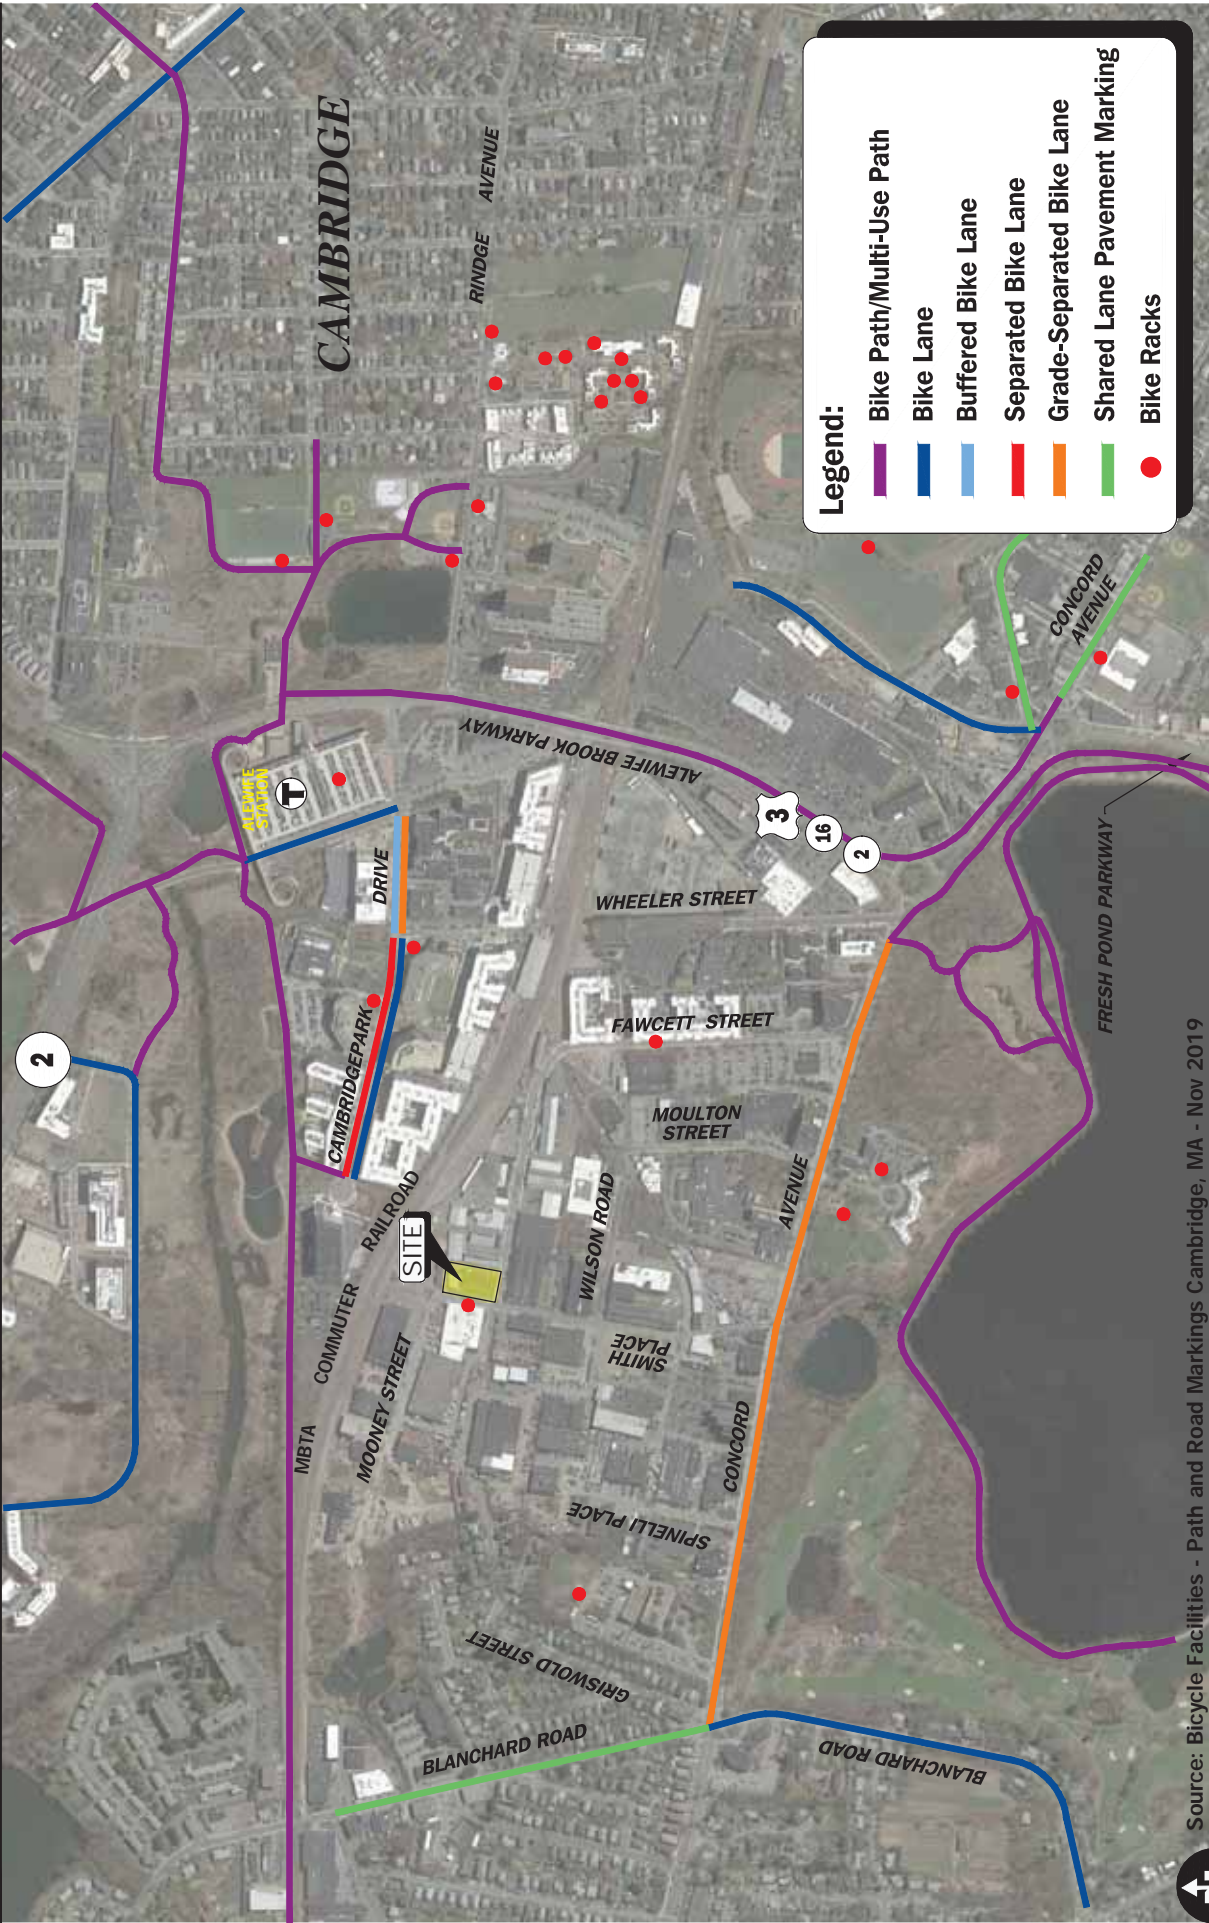 CAMBRIDGE
RINDGE AVENUE
ALEWIFE
STATION
T
ALEWIFE BROOK PARKWAY
3
16
2
2
DRIVE
CAMBRIDGEPARK
WHEELER STREET
FAWCETT STREET
MOULTON
STREET
WILSON ROAD
SMITH
PLACE
SITE
MBTA COMMUTER RAILROAD
MOONEY STREET
SPINELLI PLACE
GRISWOLD STREET
CONCORD AVENUE
BLANCHARD ROAD
BLANCHARD ROAD
CONCORD
AVENUE
FRESH POND PARKWAY
Legend:
Bike Path/Multi-Use Path
Bike Lane
Buffered Bike Lane
Separated Bike Lane
Grade-Separated Bike Lane
Shared Lane Pavement Marking
Bike Racks
Source: Bicycle Facilities - Path and Road Markings Cambridge, MA - Nov 2019